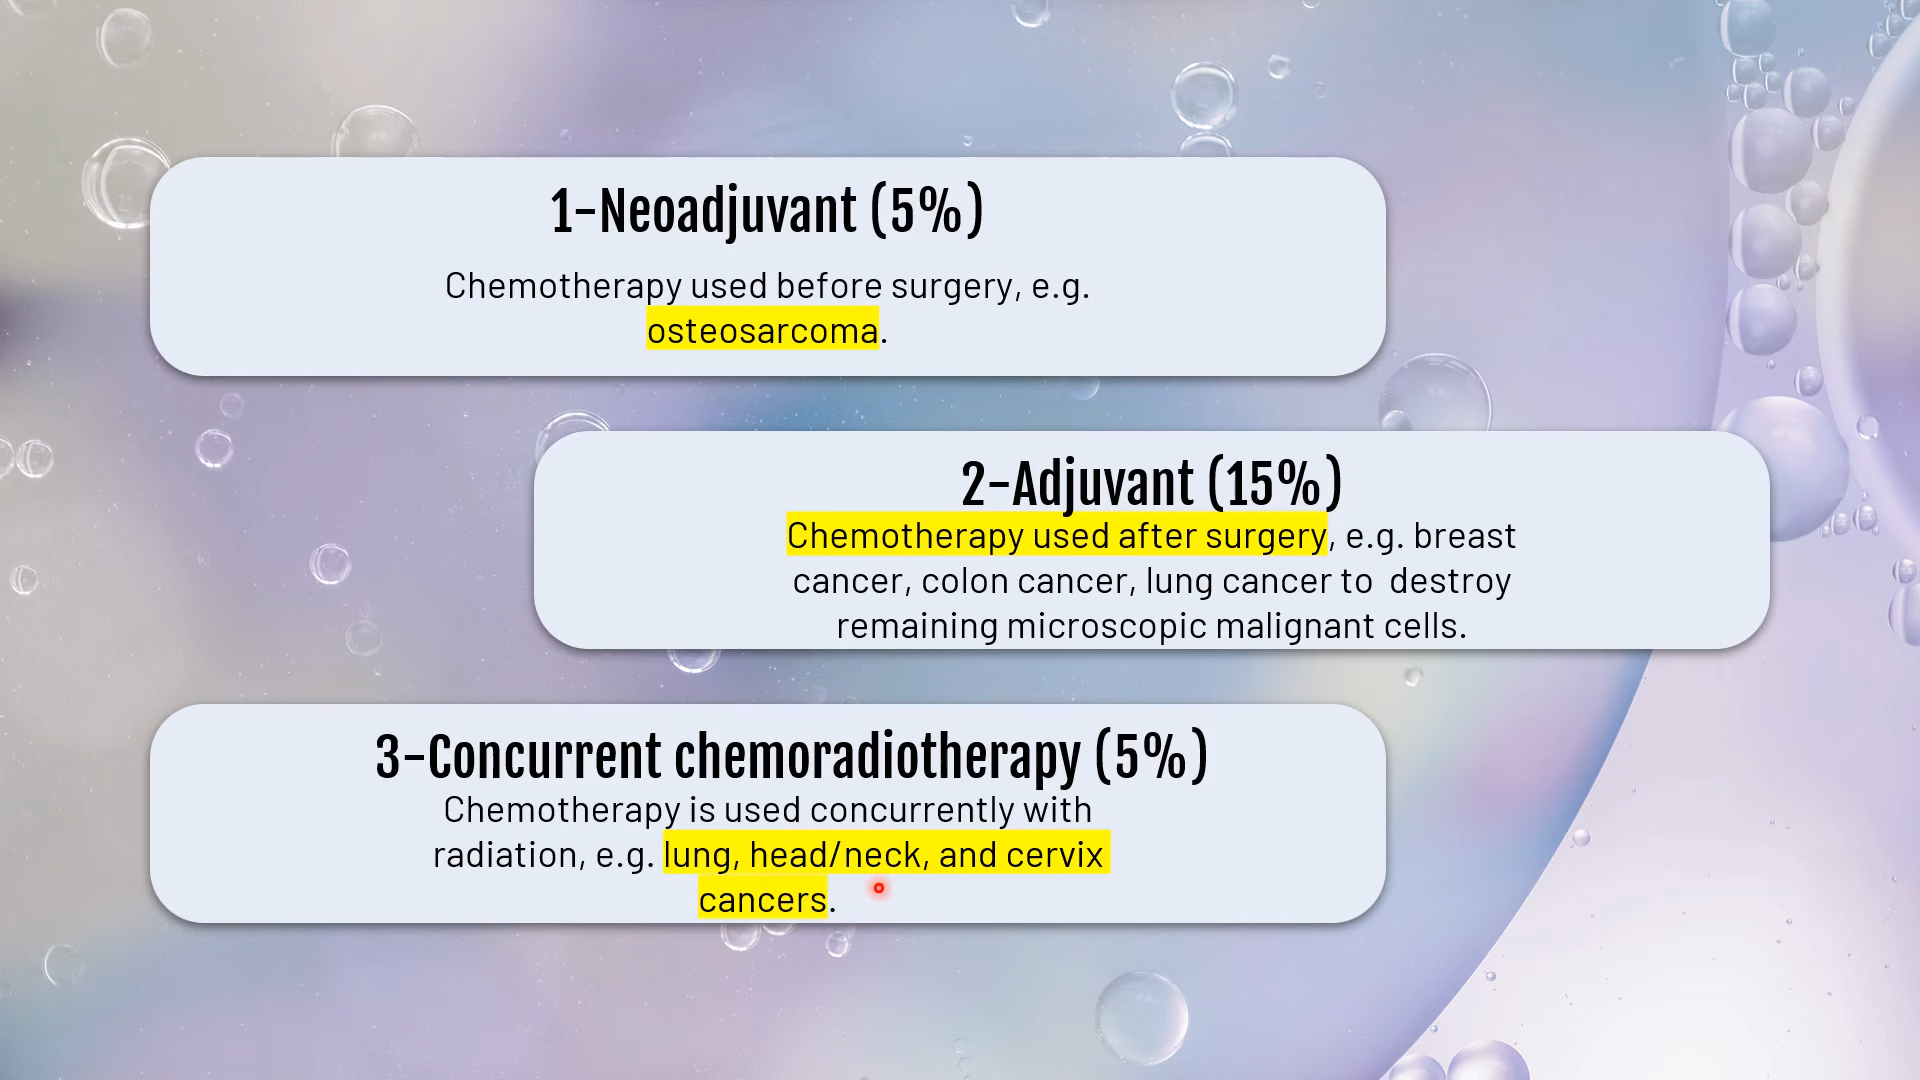 1-Neoadjuvant (5%)
Chemotherapy used before surgery, e.g.
osteosarcoma.
2-Adjuvant (15%)
Chemotherapy used after surgery, e.g. breast
cancer, colon cancer, lung cancer to destroy
remaining microscopic malignant cells.
3-Concurrent chemoradiotherapy (5%)
Chemotherapy is used concurrently with
radiation, e.g. lung, head/neck, and cervix
cancers.